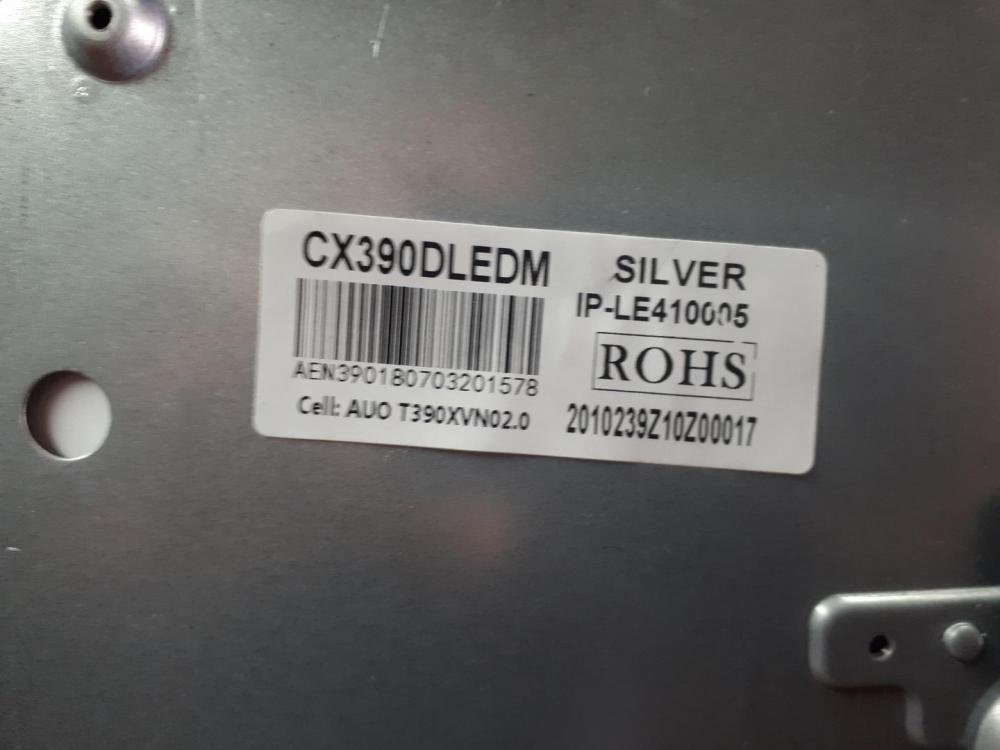 CX390DLEDM
AEN390180703201578
Cell: AUO T390XVN02.0
SILVER
IP-LE410005
ROHS
2010239Z10Z00017